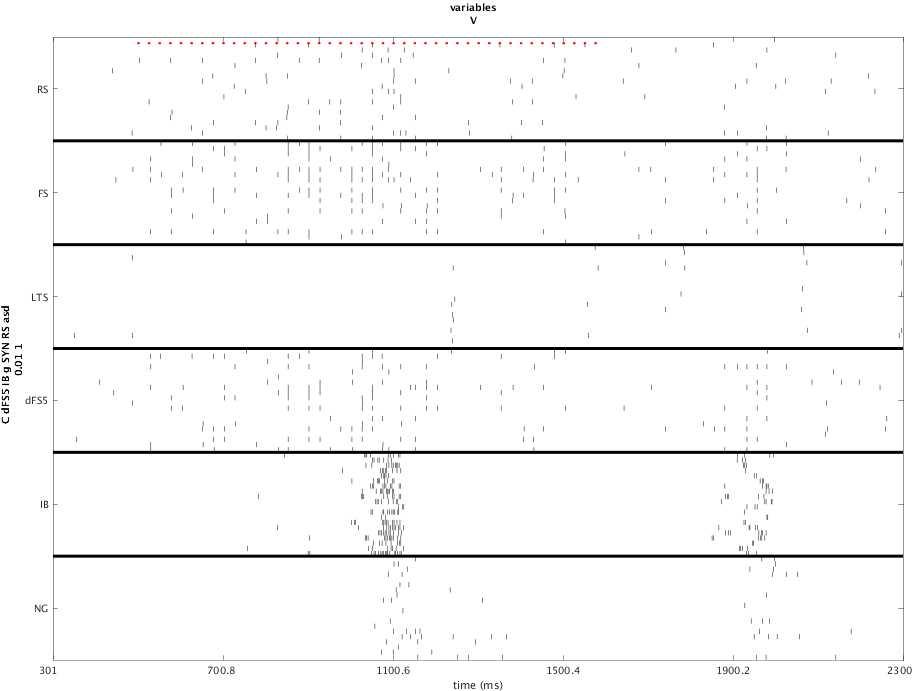 variables
V
RS
FS
LTS
dFS5
IB
NG
C dFS5 IB g SYN RS asd
0.01 1
301
700.8
1100.6
1500.4
1900.2
2300
time (ms)